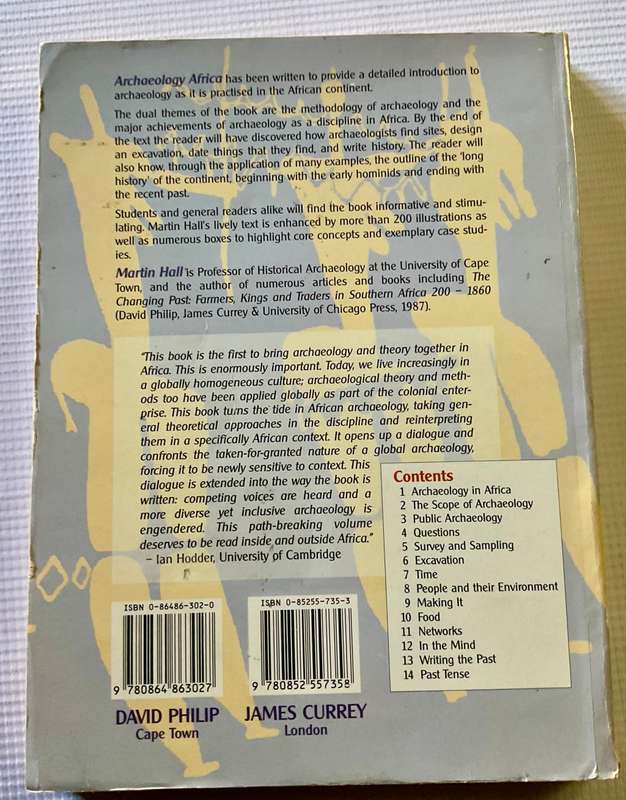 Archaeology Africa has been written to provide a detailed introduction to
archaeology as it is practised in the African continent.
The dual themes of the book are the methodology of archaeology and the
major achievements of archaeology as a discipline in Africa. By the end of
the text the reader will have discovered how archaeologists find sites, design
an excavation, date things that they find, and write history. The reader will
also know, through the application of many examples, the outline of the 'long
history' of the continent, beginning with the early hominids and ending with
the recent past.
Students and general readers alike will find the book informative and stimu-
lating. Martin Hall's lively text is enhanced by more than 200 illustrations as
well as numerous boxes to highlight core concepts and exemplary case stud-
ies.
Martin Hall is Professor of Historical Archaeology at the University of Cape
Town, and the author of numerous articles and books including The
Changing Past: Farmers, Kings and Traders in Southern Africa 200 – 1860
(David Philip, James Currey & University of Chicago Press, 1987).
"This book is the first to bring archaeology and theory together in
Africa. This is enormously important. Today, we live increasingly in
a globally homogeneous culture; archaeological theory and meth-
ods too have been applied globally as part of the colonial enter-
prise. This book turns the tide in African archaeology, taking gen-
eral theoretical approaches in the discipline and reinterpreting
them in a specifically African context. It opens up a dialogue and
confronts the taken-for-granted nature of a global archaeology,
forcing it to be newly sensitive to context. This
dialogue is extended into the way the book is
written: competing voices are heard and a
more diverse yet inclusive archaeology is
engendered. This path-breaking volume
deserves to be read inside and outside Africa."
– Ian Hodder, University of Cambridge
Contents
1 Archaeology in Africa
2 The Scope of Archaeology
3 Public Archaeology
4 Questions
5 Survey and Sampling
6 Excavation
7 Time
8 People and their Environment
9 Making It
10 Food
11 Networks
12 In the Mind
13 Writing the Past
14 Past Tense
ISBN 0-86486-302-0
9 780864 863027
DAVID PHILIP
Cape Town
ISBN 0-85255-735-3
9 780852 557358
JAMES CURREY
London